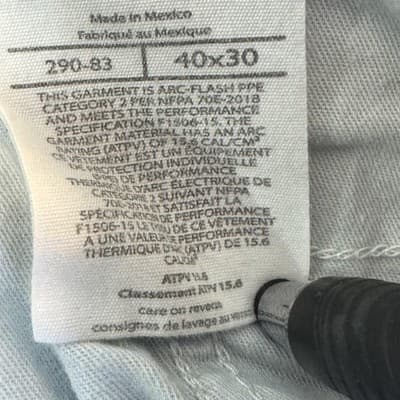 Made in Mexico
Fabriqué au Mexique
290-83 40x30
THIS GARMENT IS ARC-FLASH PPE
CATEGORY 2 PER NFPA 70E-2018
AND MEETS THE PERFORMANCE
SPECIFICATION F1506-15. THE
GARMENT MATERIAL HAS AN ARC
RATING (ATPV) OF 15.6 CAL/CM²
CE VÊTEMENT EST UN ÉQUIPEMENT
DE PROTECTION INDIVIDUELLE
DE PERFORMANCE
THERMIQUE D'ARC ÉLECTRIQUE DE
CATÉGORIE 2 SUIVANT NFPA
70E-2018 ET SATISFAIT LA
SPÉCIFICATION DE PERFORMANCE
F1506-15 LE TISSU DE CE VÊTEMENT
A UNE VALEUR DE PERFORMANCE
THERMIQUE D'ARC (ATPV) DE 15.6
ATPV 15.6
Classement ATPV 15.6
care on reverse
consignes de lavage au verso